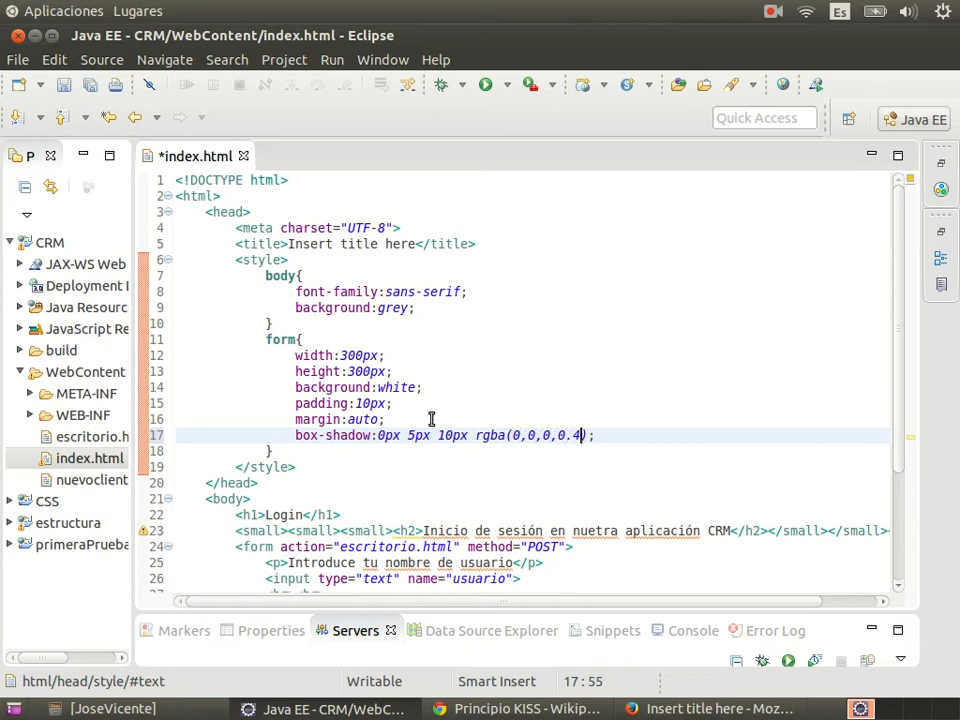 Aplicaciones Lugares Es
Java EE - CRM/WebContent/index.html - Eclipse
File Edit Source Navigate Search Project Run Window Help
Quick Access Java EE
P *index.html
CRM
JAX-WS Web
Deployment I
Java Resourc
JavaScript Re
build
WebContent
META-INF
WEB-INF
escritorio.h
index.html
nuevoclient
CSS
estructura
primeraPrueba
1 <!DOCTYPE html>
2 <html>
3 <head>
4 <meta charset="UTF-8">
5 <title>Insert title here</title>
6 <style>
7 body{
8 font-family:sans-serif;
9 background:grey;
10 }
11 form{
12 width:300px;
13 height:300px;
14 background:white;
15 padding:10px;
16 margin:auto;
17 box-shadow:0px 5px 10px rgba(0,0,0,0.4);
18 }
19 </style>
20 </head>
21 <body>
22 <h1>Login</h1>
23 <small><small><small><h2>Inicio de sesión en nuetra aplicación CRM</h2></small></small><
24 <form action="escritorio.html" method="POST">
25 <p>Introduce tu nombre de usuario</p>
26 <input type="text" name="usuario">
Markers Properties Servers Data Source Explorer Snippets Console Error Log
html/head/style/#text Writable Smart Insert 17 : 55
[JoseVicente] Java EE - CRM/WebC... Principio KISS - Wikip... Insert title here - Mozi...